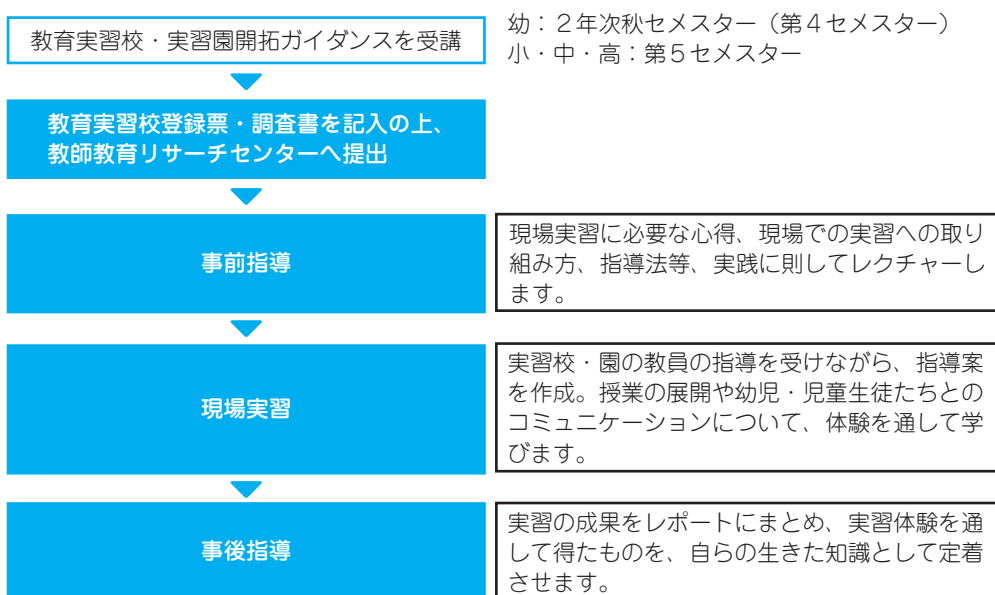 教育実習校・実習園開拓ガイダンスを受講
幼：２年次秋セメスター（第４セメスター）
小・中・高：第５セメスター
教育実習校登録票・調査書を記入の上、
教師教育リサーチセンターへ提出
事前指導
現場実習に必要な心得、現場での実習への取り
組み方、指導法等、実践に則してレクチャーし
ます。
現場実習
実習校・園の教員の指導を受けながら、指導案
を作成。授業の展開や幼児・児童生徒たちとの
コミュニケーションについて、体験を通して学
びます。
事後指導
実習の成果をレポートにまとめ、実習体験を通
して得たものを、自らの生きた知識として定着
させます。